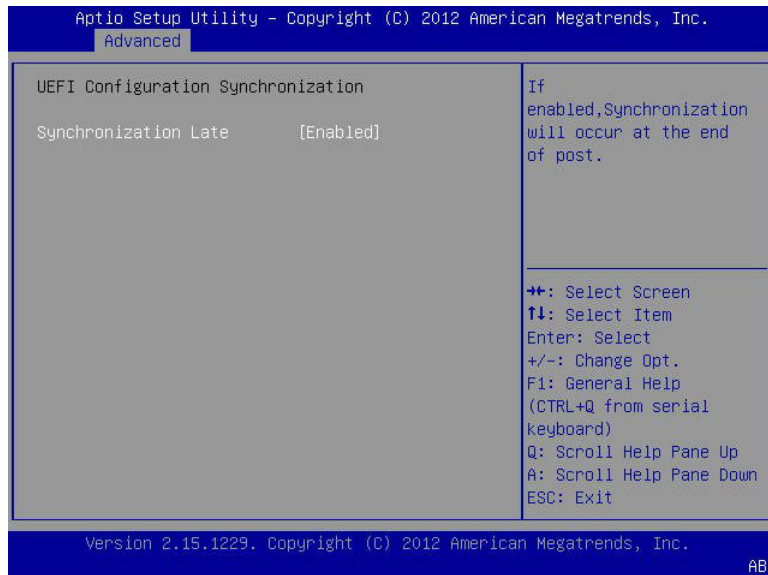 Aptio Setup Utility – Copyright (C) 2012 American Megatrends, Inc.
Advanced
UEFI Configuration Synchronization
Synchronization Late [Enabled]
If
enabled,Synchronization
will occur at the end
of post.
→←: Select Screen
↑↓: Select Item
Enter: Select
+/-: Change Opt.
F1: General Help
(CTRL+Q from serial
keyboard)
Q: Scroll Help Pane Up
A: Scroll Help Pane Down
ESC: Exit
Version 2.15.1229. Copyright (C) 2012 American Megatrends, Inc.
AB